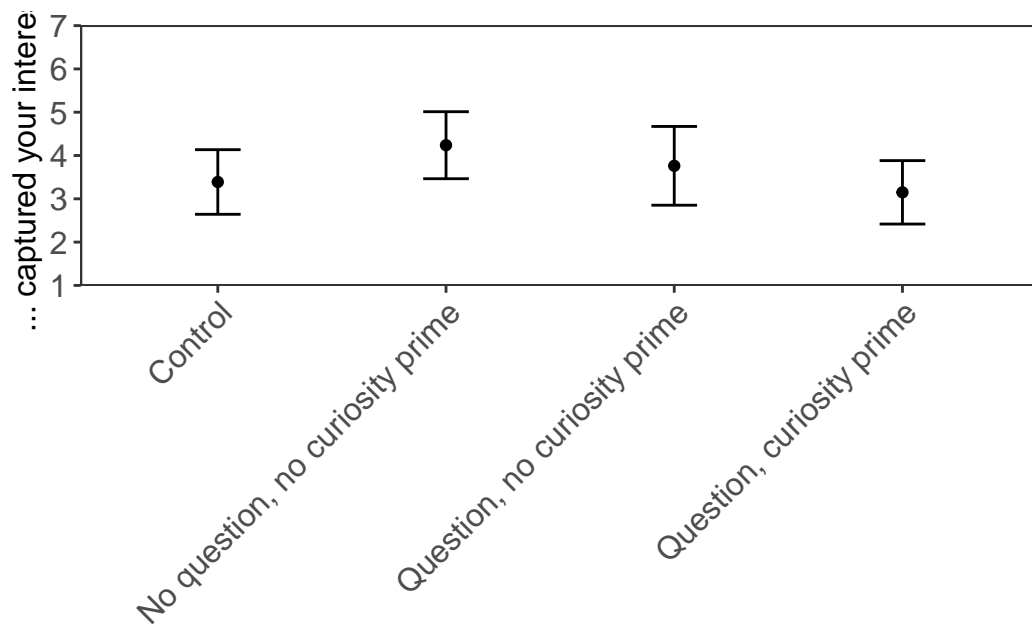 ... captured your intere
7
6
5
4
3
2
1
Control
No question, no curiosity prime
Question, no curiosity prime
Question, curiosity prime